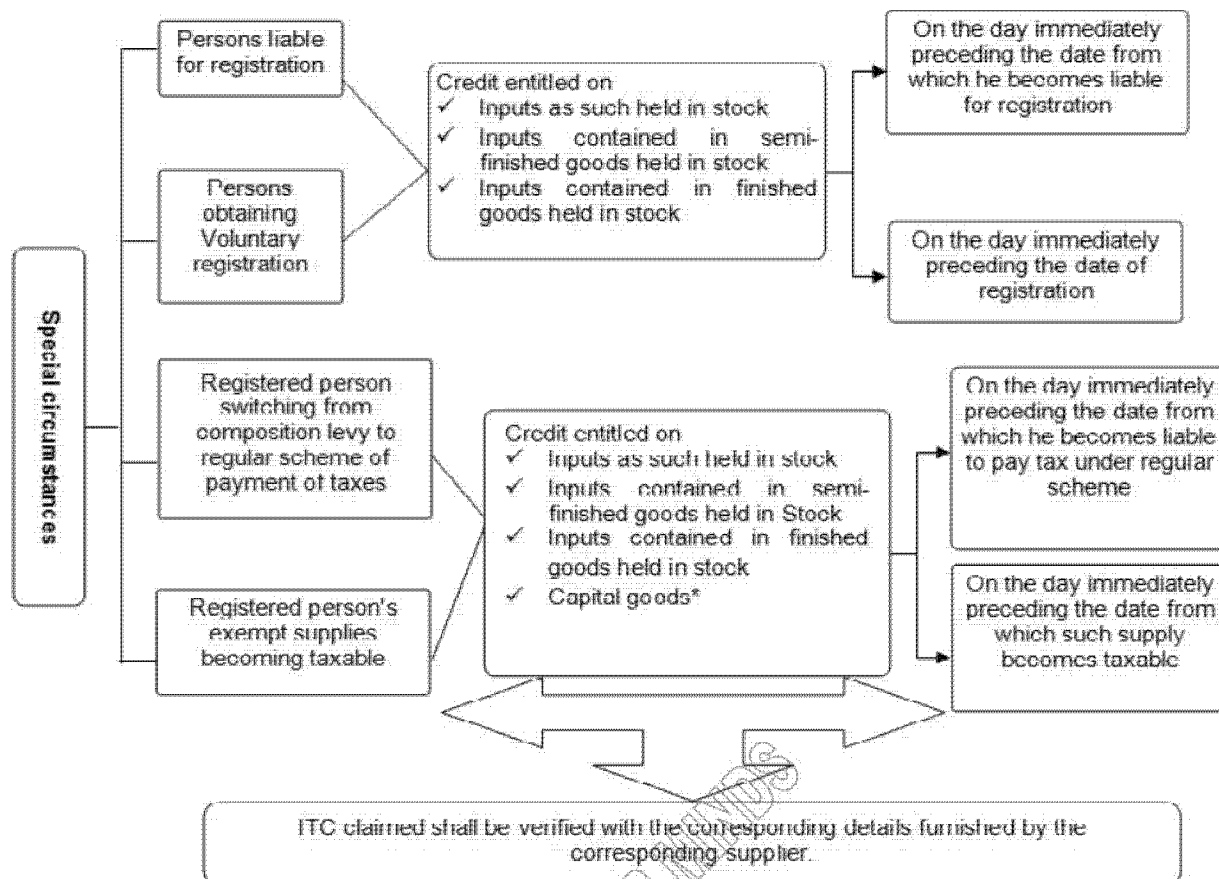 Special circumstances
Persons liable
for registration
Persons
obtaining
Voluntary
registration
Registered person
switching from
composition levy to
regular scheme of
payment of taxes
Registered person's
exempt supplies
becoming taxable
Credit entitled on
✓ Inputs as such held in stock
✓ Inputs contained in semi-
finished goods held in stock
✓ Inputs contained in finished
goods held in stock
On the day immediately
preceding the date from
which he becomes liable
for registration
On the day immediately
preceding the date of
registration
Credit entitled on
✓ Inputs as such held in stock
✓ Inputs contained in semi-
finished goods held in Stock
✓ Inputs contained in finished
goods held in stock
✓ Capital goods*
On the day immediately
preceding the date from
which he becomes liable
to pay tax under regular
scheme
On the day immediately
preceding the date from
which such supply
becomes taxable
ITC claimed shall be verified with the corresponding details furnished by the
corresponding supplier.
MINDS